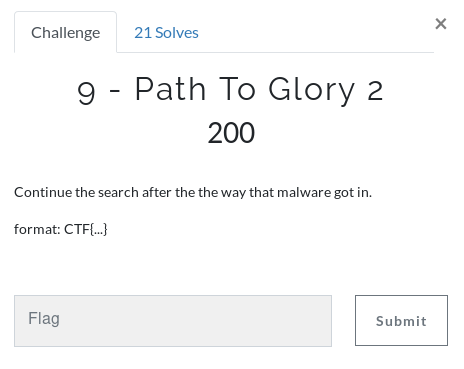 Challenge
21 Solves
×
9 - Path To Glory 2
200
Continue the search after the the way that malware got in.
format: CTF{...}
Flag
Submit